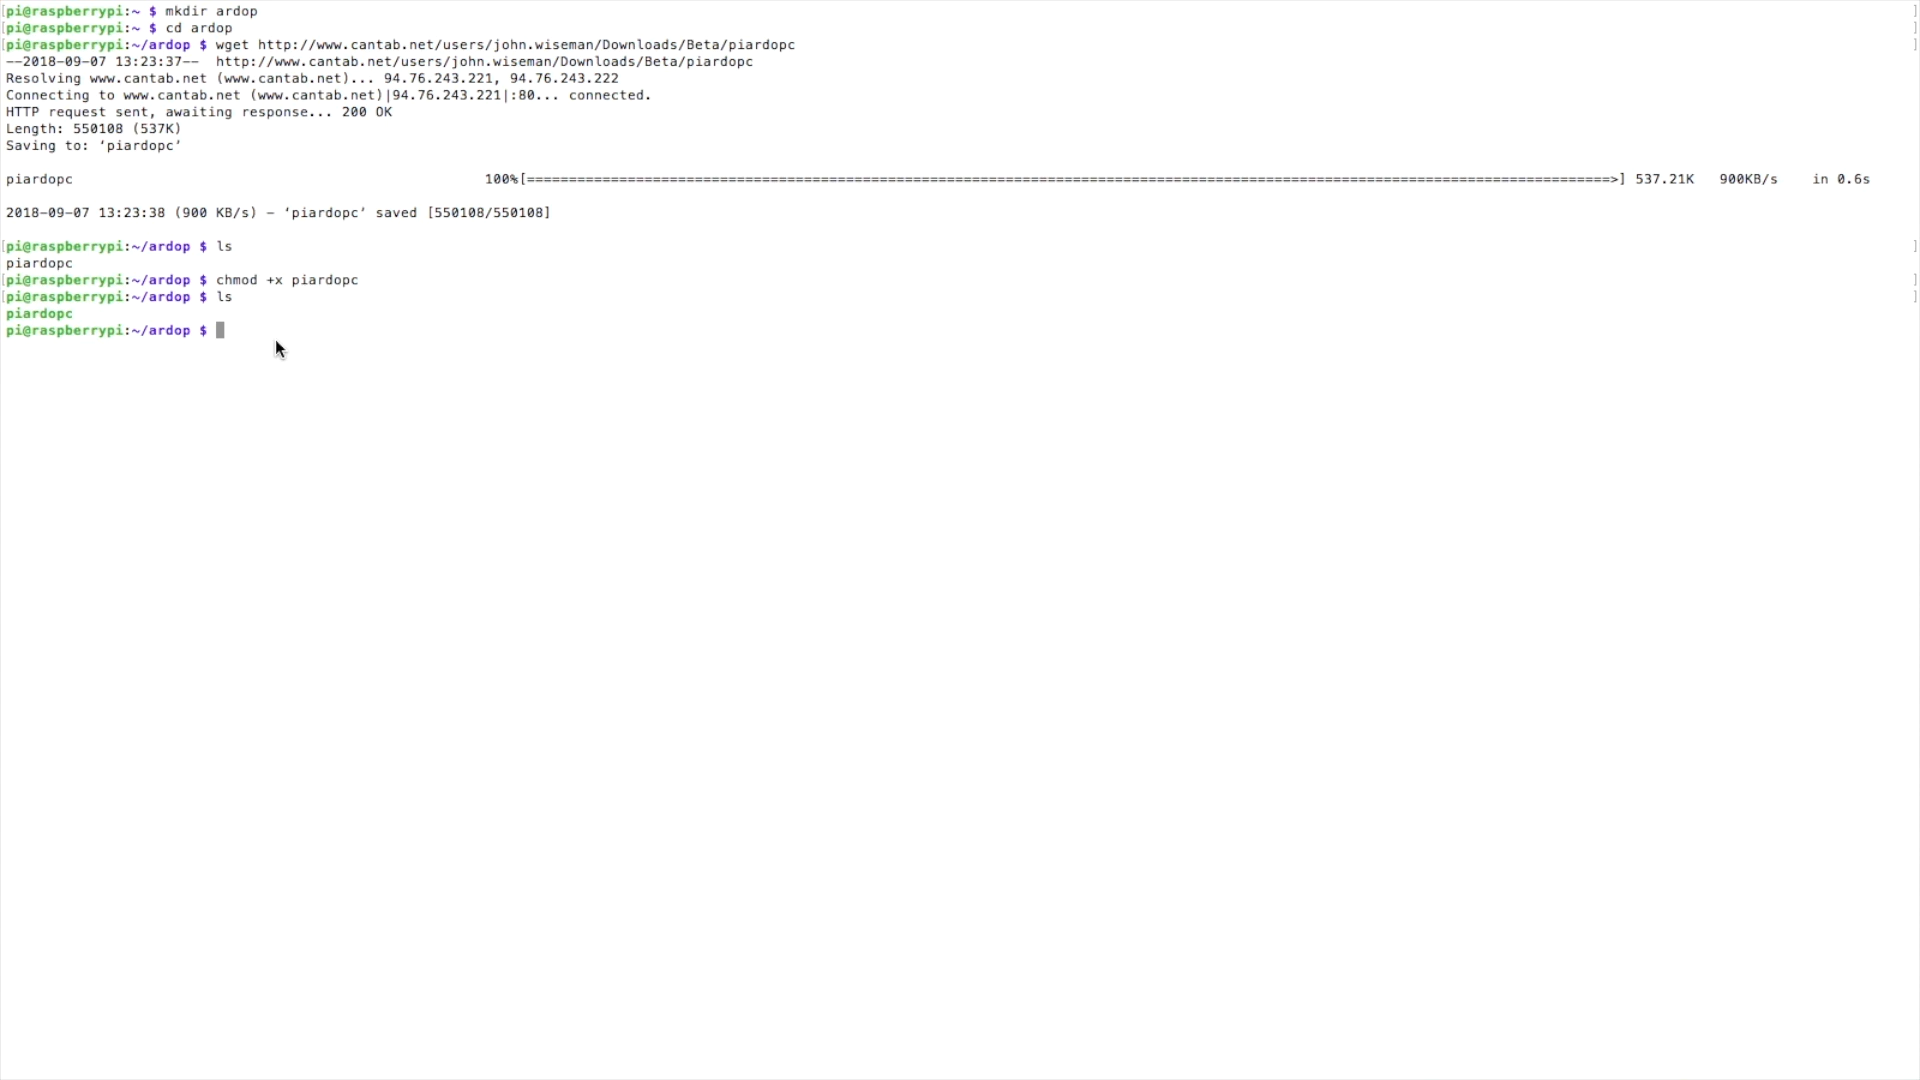 [pi@raspberrypi:~ $ mkdir ardop ]
[pi@raspberrypi:~ $ cd ardop ]
[pi@raspberrypi:~/ardop $ wget http://www.cantab.net/users/john.wiseman/Downloads/Beta/piardopc ]
--2018-09-07 13:23:37--  http://www.cantab.net/users/john.wiseman/Downloads/Beta/piardopc
Resolving www.cantab.net (www.cantab.net)... 94.76.243.221, 94.76.243.222
Connecting to www.cantab.net (www.cantab.net)|94.76.243.221|:80... connected.
HTTP request sent, awaiting response... 200 OK
Length: 550108 (537K)
Saving to: ‘piardopc’
piardopc 100%[=================================================================================================================================>] 537.21K 900KB/s in 0.6s
2018-09-07 13:23:38 (900 KB/s) - ‘piardopc’ saved [550108/550108]
[pi@raspberrypi:~/ardop $ ls ]
piardopc
[pi@raspberrypi:~/ardop $ chmod +x piardopc ]
[pi@raspberrypi:~/ardop $ ls ]
piardopc
pi@raspberrypi:~/ardop $